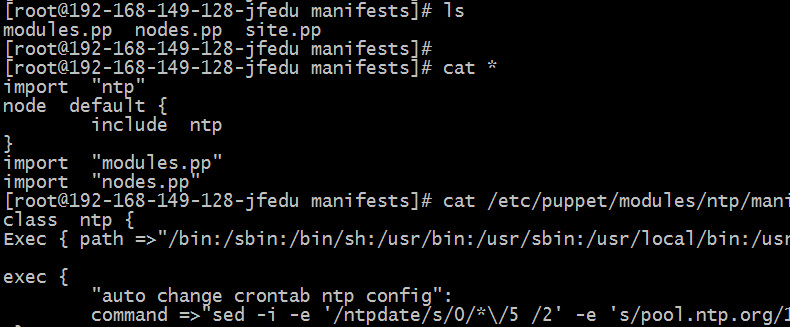 [root@192-168-149-128-jfedu manifests]# ls
modules.pp  nodes.pp  site.pp
[root@192-168-149-128-jfedu manifests]#
[root@192-168-149-128-jfedu manifests]# cat *
import  "ntp"
node  default {
        include  ntp
}
import  "modules.pp"
import  "nodes.pp"
[root@192-168-149-128-jfedu manifests]# cat /etc/puppet/modules/ntp/mani
class  ntp {
Exec { path =>"/bin:/sbin:/bin/sh:/usr/bin:/usr/sbin:/usr/local/bin:/usr
exec {
        "auto change crontab ntp config":
        command =>"sed -i -e '/ntpdate/s/0/*\/5 /2' -e 's/pool.ntp.org/1